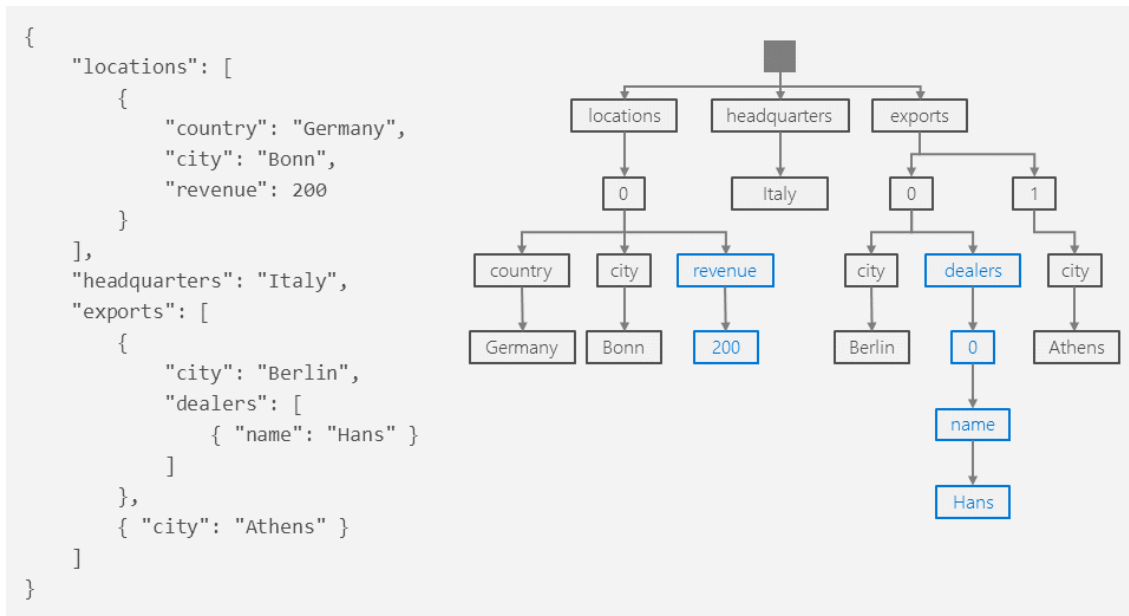 {
    "locations": [
        {
            "country": "Germany",
            "city": "Bonn",
            "revenue": 200
        }
    ],
    "headquarters": "Italy",
    "exports": [
        {
            "city": "Berlin",
            "dealers": [
                { "name": "Hans" }
            ]
        },
        { "city": "Athens" }
    ]
}
locations headquarters exports
0 Italy 0 1
country city revenue city dealers city
Germany Bonn 200 Berlin 0 Athens
name
Hans